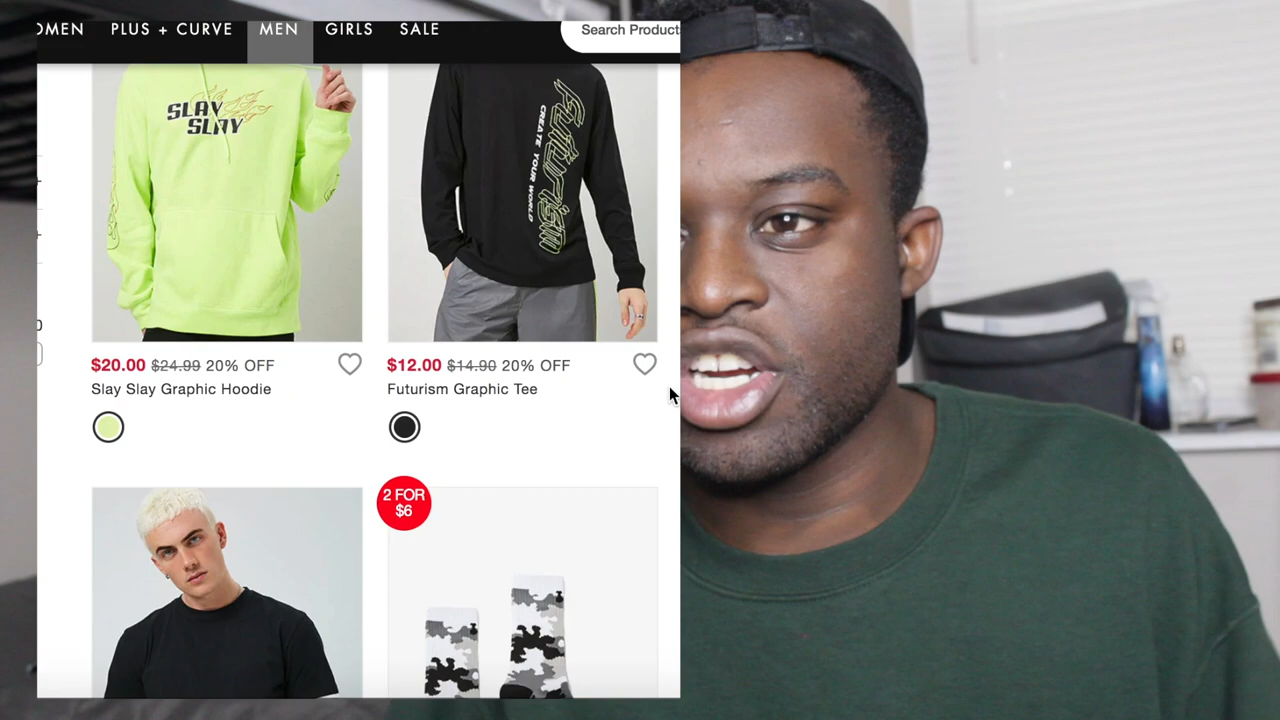 OMEN PLUS + CURVE MEN GIRLS SALE
Search Product
SLAY
SLAY
CREATE YOUR WORLD
FUTURISM
$20.00 $24.99 20% OFF
Slay Slay Graphic Hoodie
$12.00 $14.90 20% OFF
Futurism Graphic Tee
2 FOR
$6